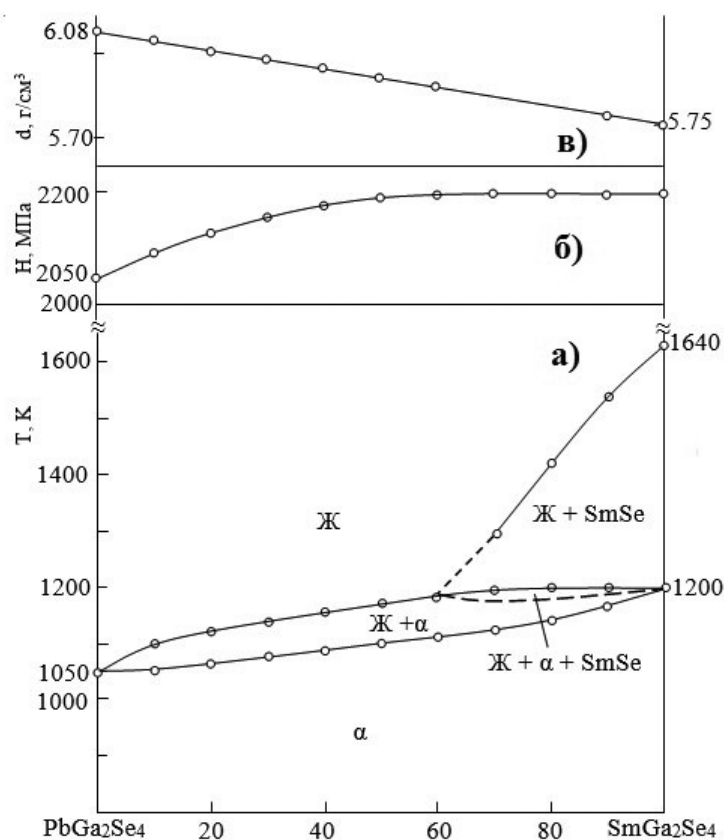 6.08
d, г/см³
5.70
5.75
в)
2200
H, МПа
2050
2000
б)
≈
≈
1640
1600
а)
T, K
1400
Ж
Ж + SmSe
1200
1200
Ж +α
1050
Ж + α + SmSe
1000
α
PbGa₂Se₄ 20 40 60 80 SmGa₂Se₄